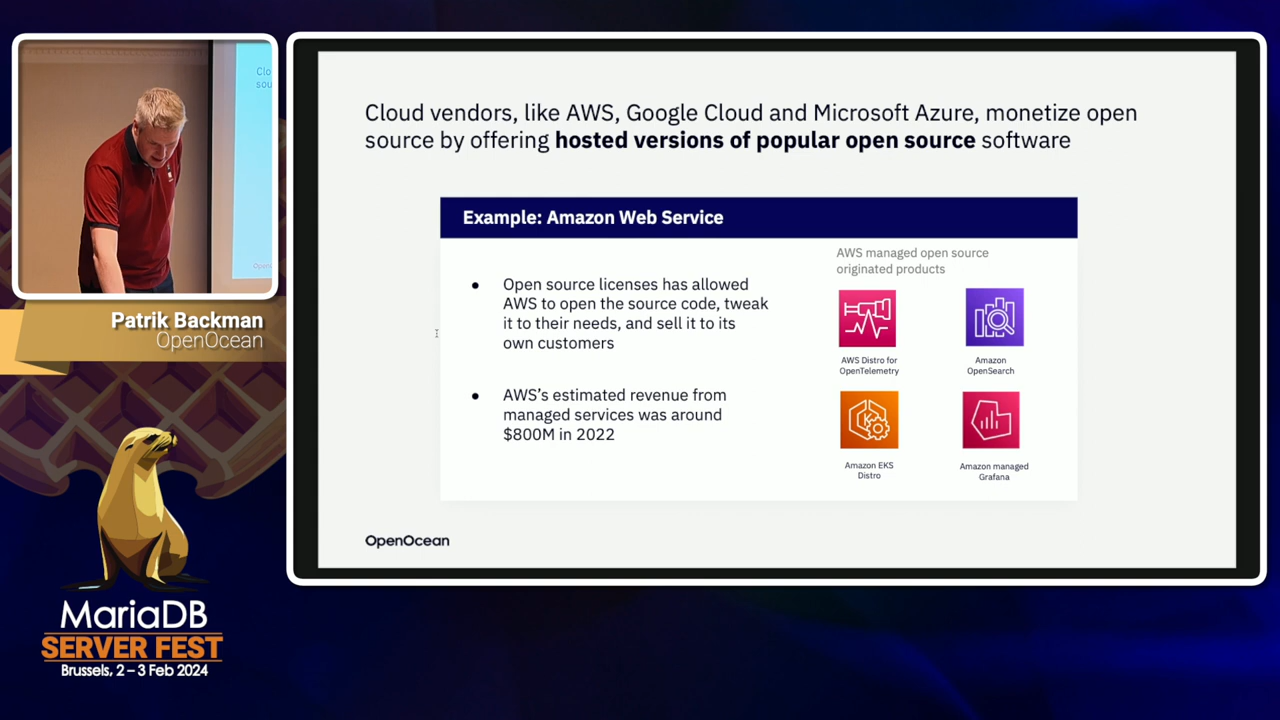 Clo
sou
Patrik Backman
OpenOcean
MariaDB
SERVER FEST
Brussels, 2 – 3 Feb 2024
Cloud vendors, like AWS, Google Cloud and Microsoft Azure, monetize open
source by offering hosted versions of popular open source software
Example: Amazon Web Service
● Open source licenses has allowed
AWS to open the source code, tweak
it to their needs, and sell it to its
own customers
● AWS’s estimated revenue from
managed services was around
$800M in 2022
AWS managed open source
originated products
AWS Distro for
OpenTelemetry
Amazon
OpenSearch
Amazon EKS
Distro
Amazon managed
Grafana
OpenOcean